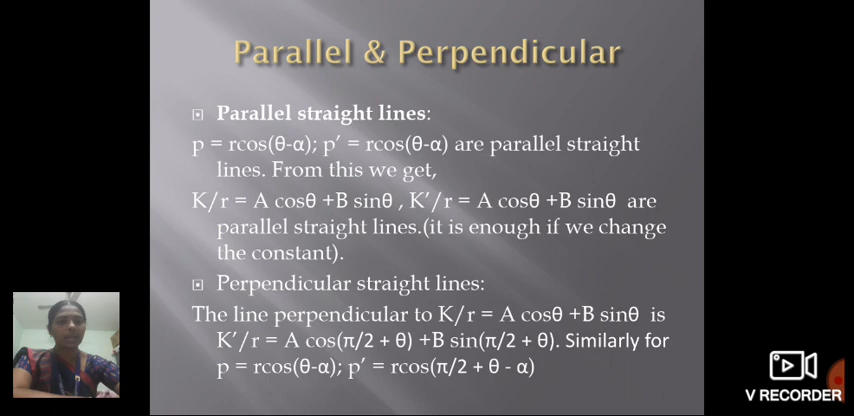 Parallel & Perpendicular
Parallel straight lines:
p = rcos(θ-α); p′ = rcos(θ-α) are parallel straight
lines. From this we get,
K/r = A cosθ +B sinθ , K′/r = A cosθ +B sinθ are
parallel straight lines.(it is enough if we change
the constant).
Perpendicular straight lines:
The line perpendicular to K/r = A cosθ +B sinθ is
K′/r = A cos(π/2 + θ) +B sin(π/2 + θ). Similarly for
p = rcos(θ-α); p′ = rcos(π/2 + θ - α)
V RECORDER